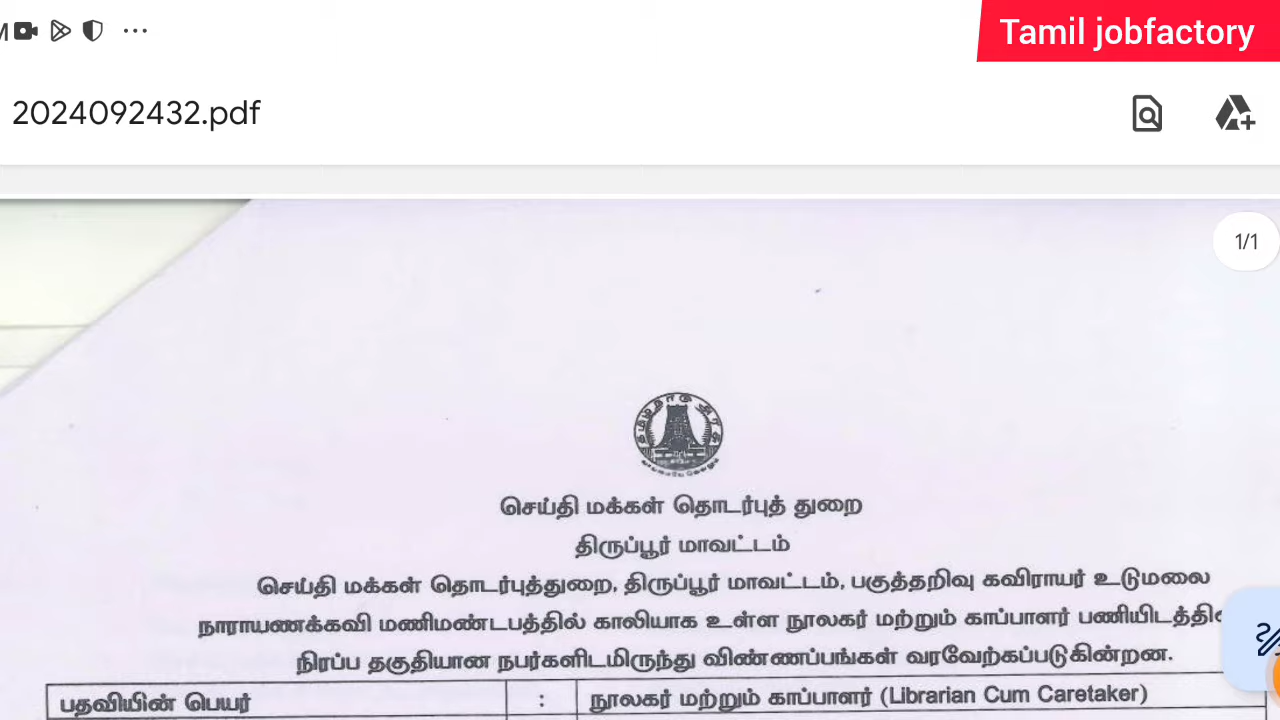 Tamil jobfactory
2024092432.pdf
1/1
செய்தி மக்கள் தொடர்புத் துறை
திருப்பூர் மாவட்டம்
செய்தி மக்கள் தொடர்புத்துறை, திருப்பூர் மாவட்டம், பகுத்தறிவு கவிராயர் உடுமலை
நாராயணக்கவி மணிமண்டபத்தில் காலியாக உள்ள நூலகர் மற்றும் காப்பாளர்
நிரப்ப தகுதியான நபர்களிடமிருந்து விண்ணப்பங்கள் வரவேற்கப்படுகின்றன.
பதவியின் பெயர் : நூலகர் மற்றும் காப்பாளர் (Librarian Cum Caretaker)